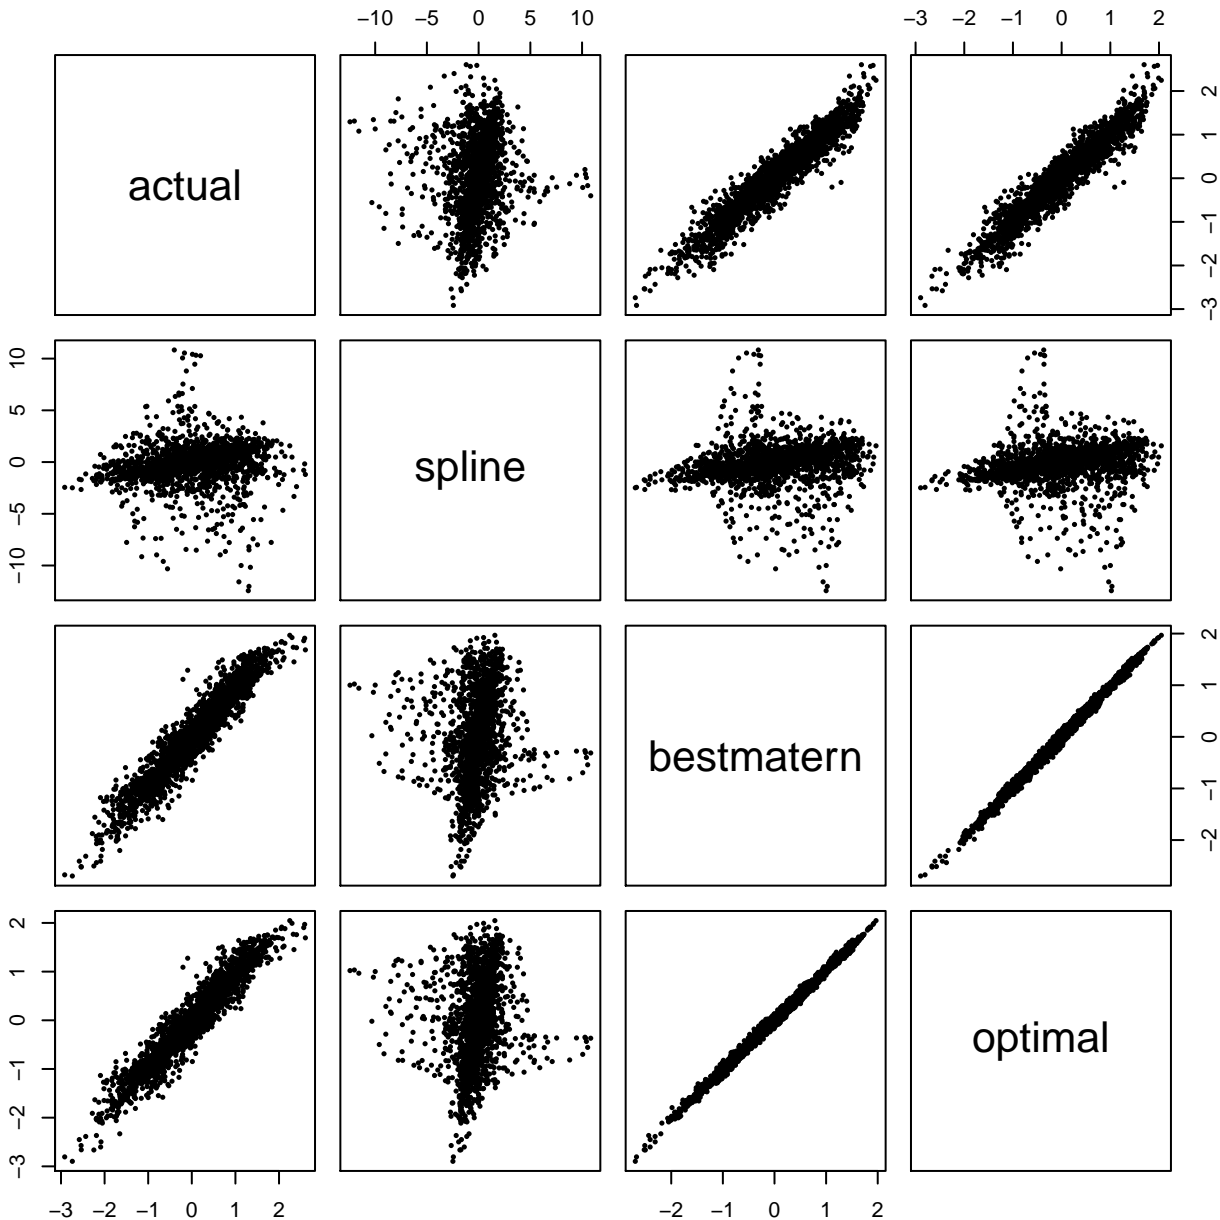 −10 −5 0 5 10 −3 −2 −1 0 1 2
actual
−3 −2 −1 0 1 2
−10 −5 0 5 10
spline
bestmatern
−2 −1 0 1 2
−3 −2 −1 0 1 2
optimal
−3 −2 −1 0 1 2 −2 −1 0 1 2